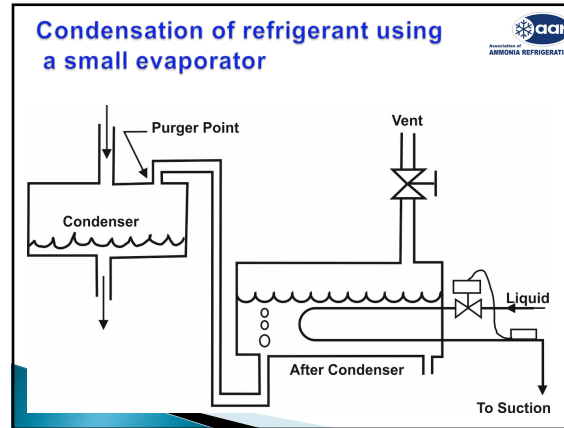 Condensation of refrigerant using
a small evaporator
aar
Association of
AMMONIA REFRIGERATI
Purger Point
Vent
Condenser
Liquid
After Condenser
To Suction